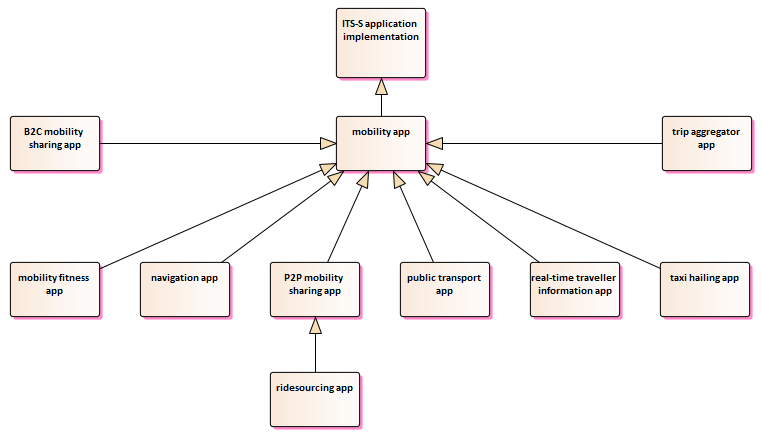 ITS-S application
implementation
B2C mobility
sharing app
mobility app
trip aggregator
app
mobility fitness
app
navigation app
P2P mobility
sharing app
public transport
app
real-time traveller
information app
taxi hailing app
ridesourcing app